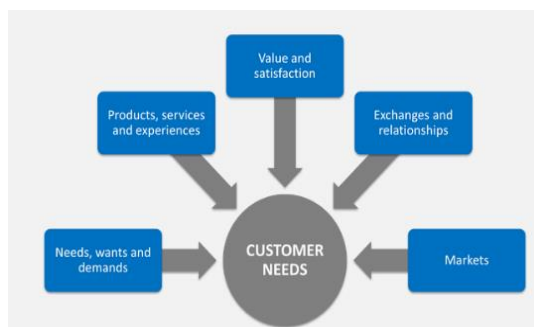 Value and
satisfaction
Products, services
and experiences
Exchanges and
relationships
Needs, wants and
demands
CUSTOMER
NEEDS
Markets